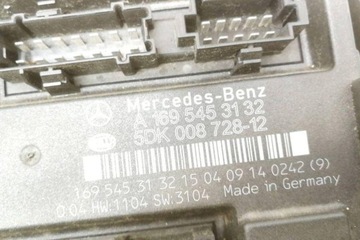 Mercedes-Benz
A 169 545 31 32
5DK 008 728-12
169 545 31 32 15 04 09 14 0242 (9)
0.04 HW:1104 SW:3104 Made in Germany